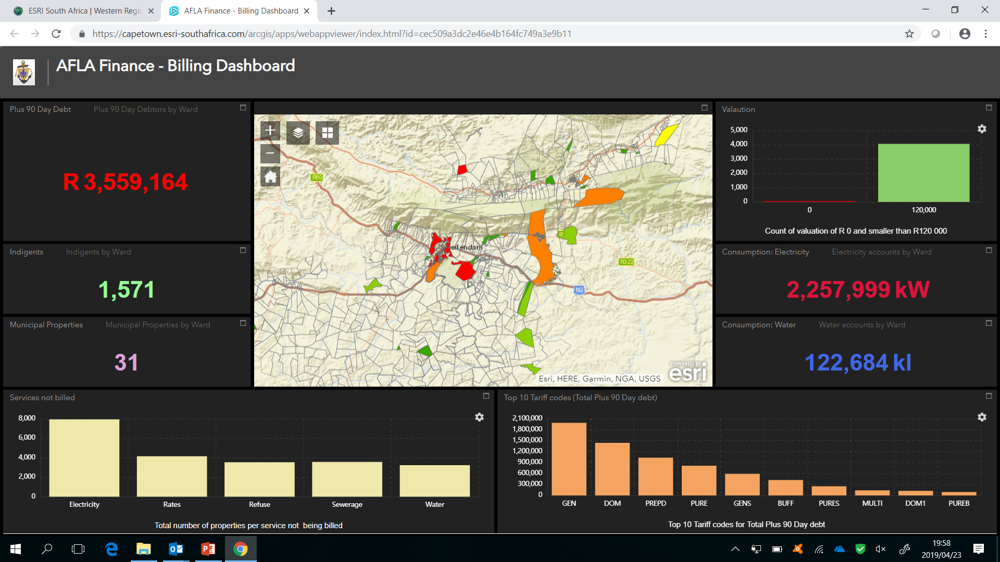 ESRI South Africa | Western Regio
AFLA Finance - Billing Dashboard
https://capetown.esri-southafrica.com/arcgis/apps/webappviewer/index.html?id=cec509a3dc2e46e4b164fc749a3e9b11
AFLA Finance - Billing Dashboard
Plus 90 Day Debt
Plus 90 Day Debtors by Ward
R 3,559,164
Indigents
Indigents by Ward
1,571
Municipal Properties
Municipal Properties by Ward
31
R60
R322
N2
Esri, HERE, Garmin, NGA, USGS
POWERED BY
esri
Valaution
5,000
4,000
3,000
2,000
1,000
0
0
120,000
Count of valuation of R 0 and smaller than R120 000
Consumption: Electricity
Electricity accounts by Ward
2,257,999 kW
Consumption: Water
Water accounts by Ward
122,684 kl
Services not billed
8,000
6,000
4,000
2,000
0
Electricity
Rates
Refuse
Sewerage
Water
Total number of properties per service not  being billed
Top 10 Tariff codes (Total Plus 90 Day debt)
2,100,000
1,800,000
1,500,000
1,200,000
900,000
600,000
300,000
0
GEN
DOM
PREPD
PURE
GENS
BUFF
PURES
MULTI
DOM1
PUREB
Top 10 Tariff codes for Total Plus 90 Day debt
19:58
2019/04/23